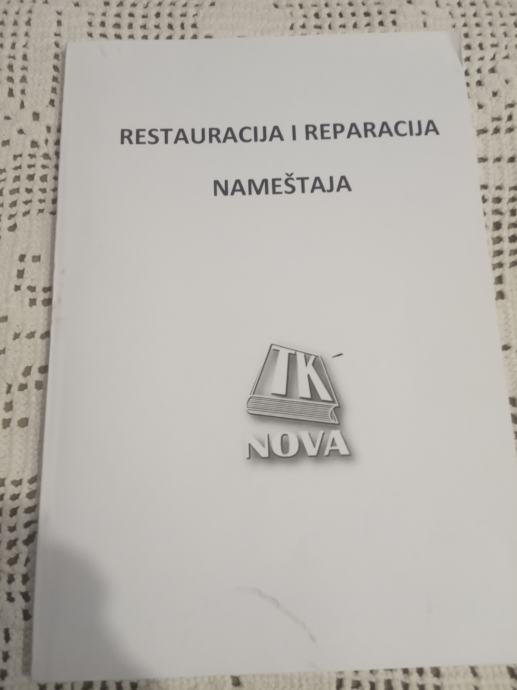 RESTAURACIJA I REPARACIJA
NAMEŠTAJA
TK
NOVA